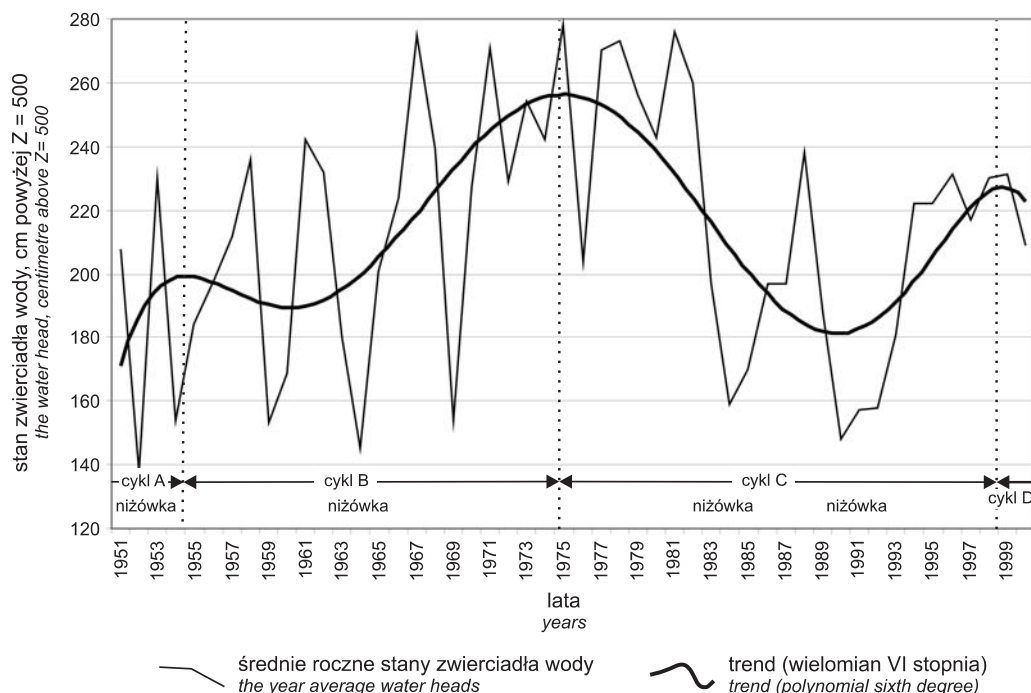 stan zwierciadła wody, cm powyżej Z = 500
the water head, centimetre above Z= 500
280
260
240
220
200
180
160
140
120
cykl A
cykl B
cykl C
cykl D
niżówka
niżówka
niżówka
niżówka
1951
1953
1955
1957
1959
1961
1963
1965
1967
1969
1971
1973
1975
1977
1979
1981
1983
1985
1987
1989
1991
1993
1995
1997
1999
lata
years
średnie roczne stany zwierciadła wody
the year average water heads
trend (wielomian VI stopnia)
trend (polynomial sixth degree)